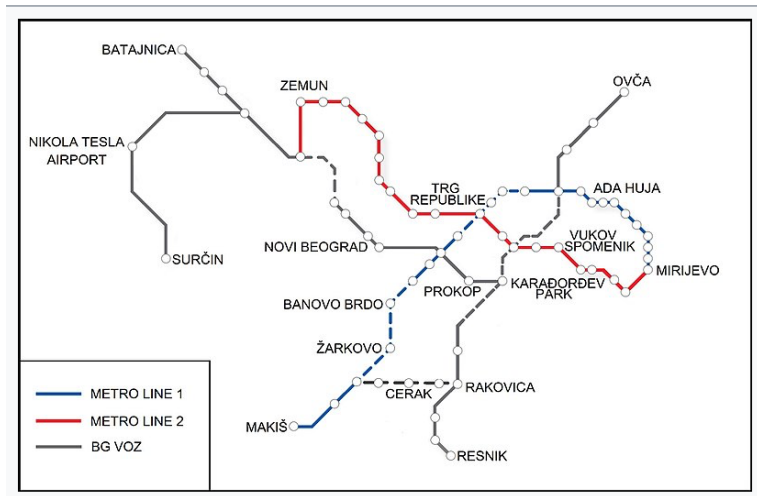 BATAJNICA
ZEMUN
OVČA
NIKOLA TESLA
AIRPORT
TRG
REPUBLIKE
ADA HUJA
VUKOV
SPOMENIK
NOVI BEOGRAD
SURČIN
MIRIJEVO
PROKOP
KARAĐORĐEV
PARK
BANOVO BRDO
ŽARKOVO
CERAK
RAKOVICA
MAKIŠ
RESNIK
METRO LINE 1
METRO LINE 2
BG VOZ